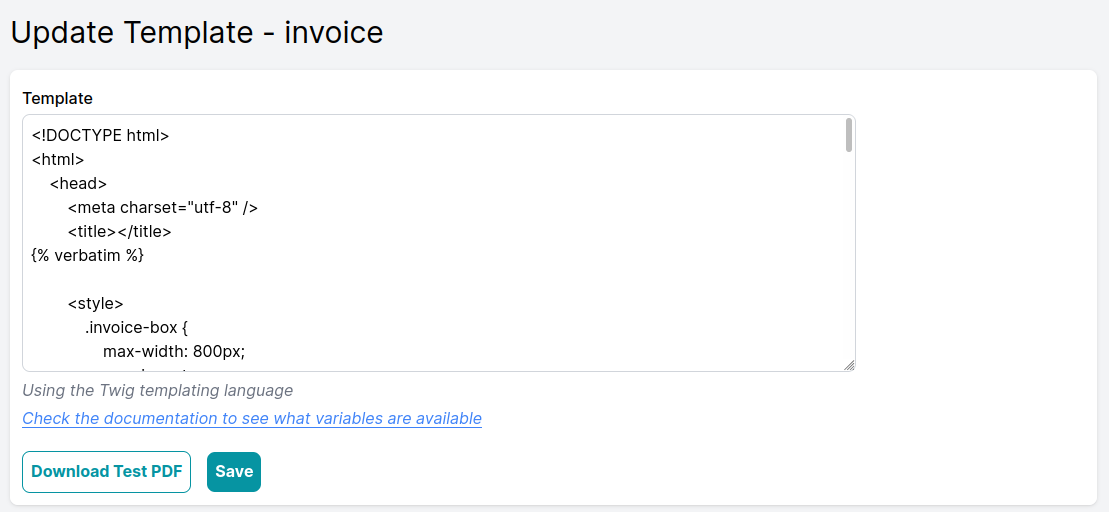 Update Template - invoice
Template
<!DOCTYPE html>
<html>
<head>
<meta charset="utf-8" />
<title></title>
{% verbatim %}
<style>
.invoice-box {
max-width: 800px;
Using the Twig templating language
Check the documentation to see what variables are available
Download Test PDF
Save